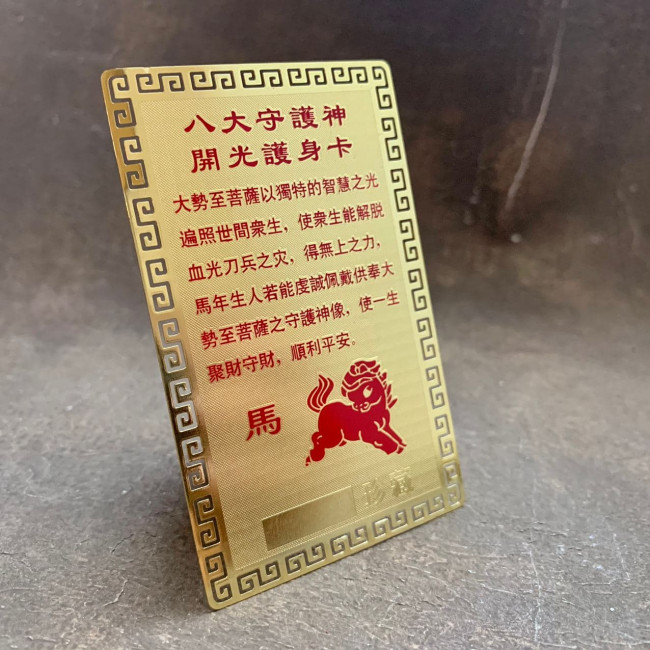 八大守護神
開光護身卡
大勢至菩薩以獨特的智慧之光
遍照世間衆生，使衆生能解脱
血光刀兵之灾，得無上之力，
馬年生人若能虔誠佩戴供奉大
勢至菩薩之守護神像，使一生
聚財守財，順利平安。
馬
珍藏